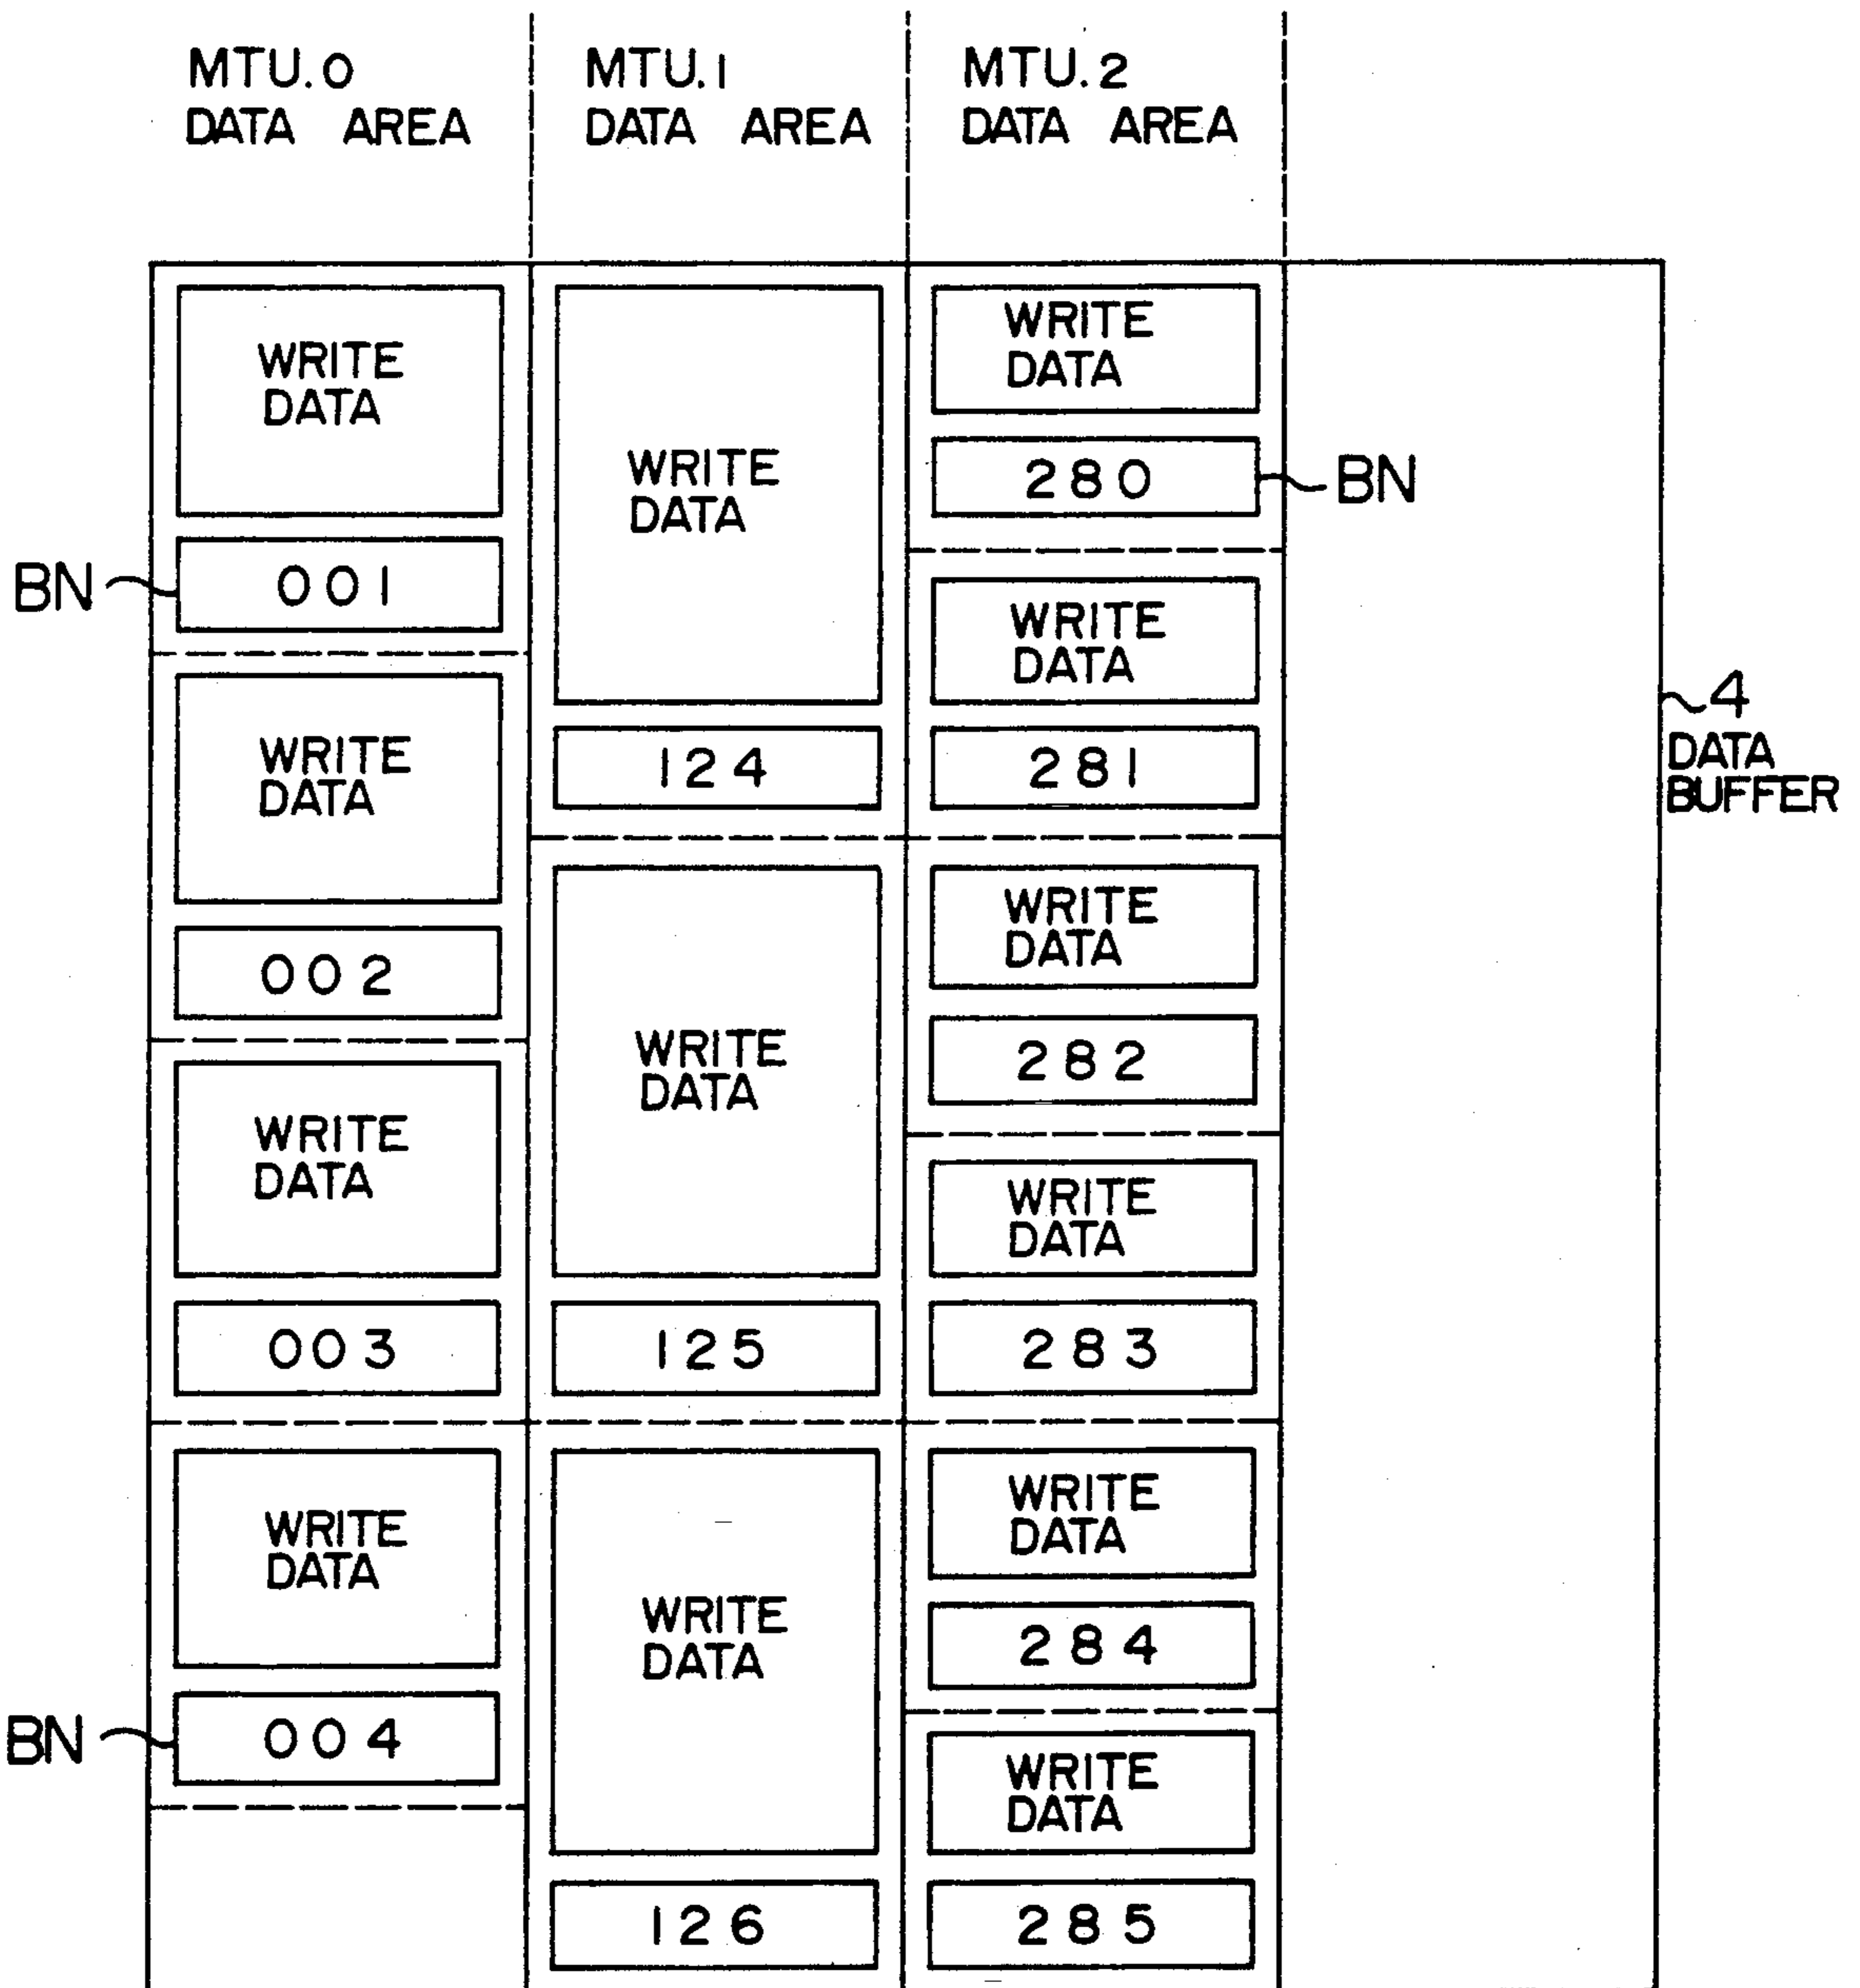 MTU.0
DATA AREA
MTU.1
DATA AREA
MTU.2
DATA AREA
WRITE
DATA
BN
001
WRITE
DATA
002
WRITE
DATA
003
WRITE
DATA
BN
004
WRITE
DATA
124
WRITE
DATA
125
WRITE
DATA
126
WRITE
DATA
280
BN
WRITE
DATA
281
WRITE
DATA
282
WRITE
DATA
283
WRITE
DATA
284
WRITE
DATA
285
4
DATA
BUFFER